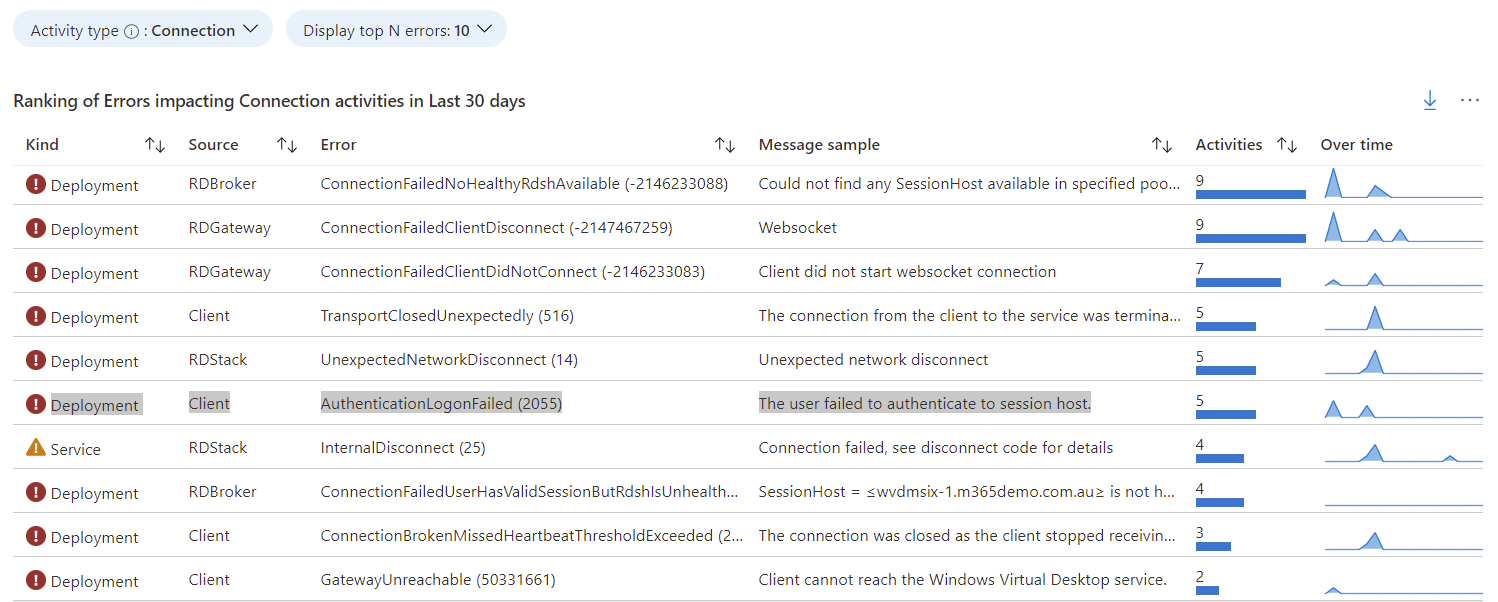 Activity type ⓘ : Connection
Display top N errors: 10
Ranking of Errors impacting Connection activities in Last 30 days
Kind Source Error Message sample Activities Over time
Deployment RDBroker ConnectionFailedNoHealthyRdshAvailable (-2146233088) Could not find any SessionHost available in specified poo... 9
Deployment RDGateway ConnectionFailedClientDisconnect (-2147467259) Websocket 9
Deployment RDGateway ConnectionFailedClientDidNotConnect (-2146233083) Client did not start websocket connection 7
Deployment Client TransportClosedUnexpectedly (516) The connection from the client to the service was termina... 5
Deployment RDStack UnexpectedNetworkDisconnect (14) Unexpected network disconnect 5
Deployment Client AuthenticationLogonFailed (2055) The user failed to authenticate to session host. 5
Service RDStack InternalDisconnect (25) Connection failed, see disconnect code for details 4
Deployment RDBroker ConnectionFailedUserHasValidSessionButRdshIsUnhealth... SessionHost = ≤wvdmsix-1.m365demo.com.au≥ is not h... 4
Deployment Client ConnectionBrokenMissedHeartbeatThresholdExceeded (2... The connection was closed as the client stopped receivin... 3
Deployment Client GatewayUnreachable (50331661) Client cannot reach the Windows Virtual Desktop service. 2